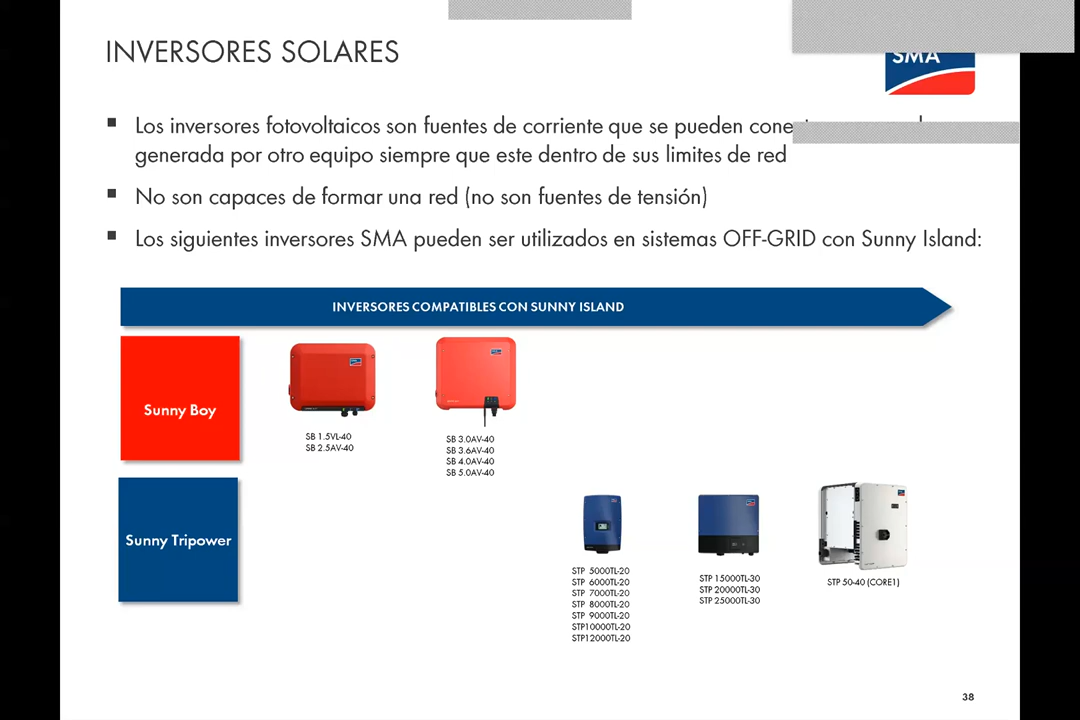 INVERSORES SOLARES
SMA
Los inversores fotovoltaicos son fuentes de corriente que se pueden
generada por otro equipo siempre que este dentro de sus limites de red
No son capaces de formar una red (no son fuentes de tensión)
Los siguientes inversores SMA pueden ser utilizados en sistemas OFF-GRID con Sunny Island:
INVERSORES COMPATIBLES CON SUNNY ISLAND
Sunny Boy
SB 1.5VL-40
SB 2.5AV-40
SB 3.0AV-40
SB 3.6AV-40
SB 4.0AV-40
SB 5.0AV-40
Sunny Tripower
STP 5000TL-20
STP 6000TL-20
STP 7000TL-20
STP 8000TL-20
STP 9000TL-20
STP10000TL-20
STP12000TL-20
STP 15000TL-30
STP 20000TL-30
STP 25000TL-30
STP 50-40 (CORE1)
38